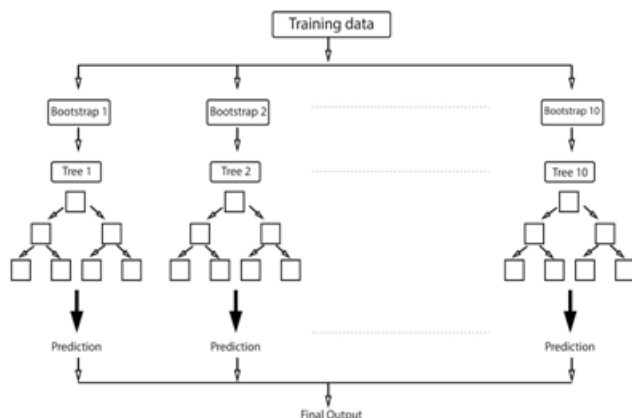 Training data
Bootstrap 1
Bootstrap 2
Bootstrap 10
Tree 1
Tree 2
Tree 10
Prediction
Prediction
Prediction
Final Output